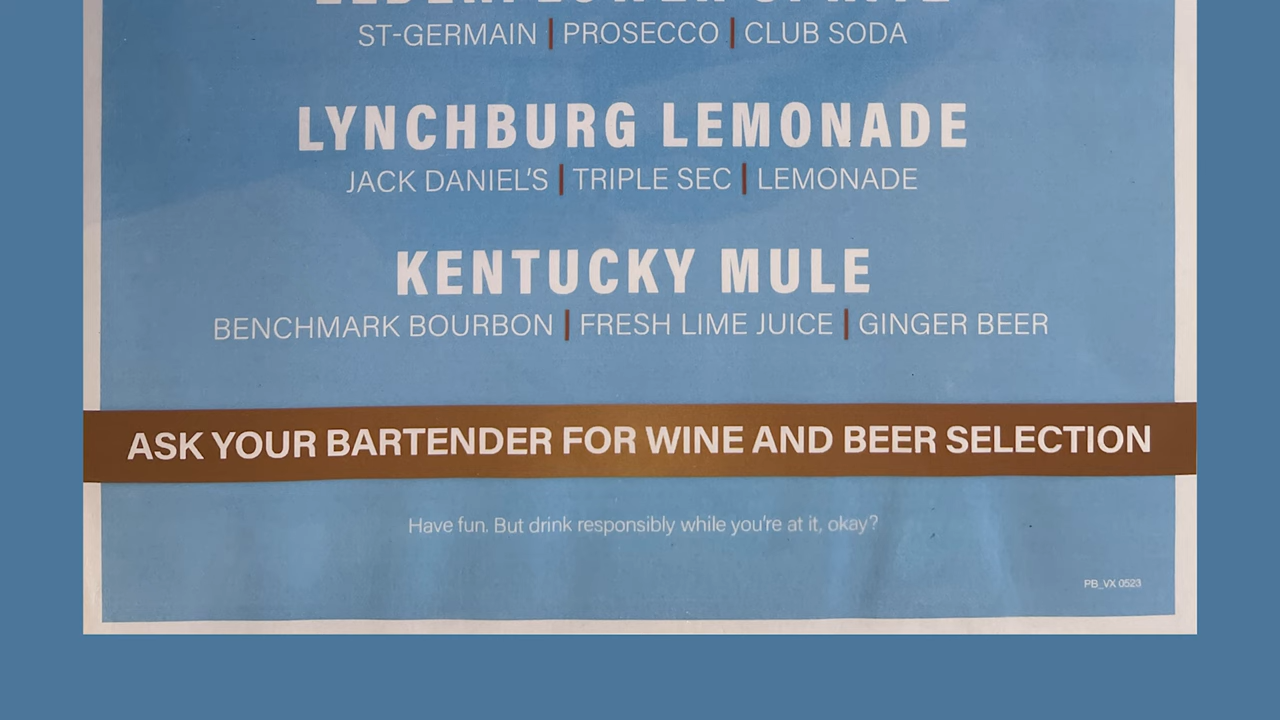 ST-GERMAIN | PROSECCO | CLUB SODA
LYNCHBURG LEMONADE
JACK DANIEL'S | TRIPLE SEC | LEMONADE
KENTUCKY MULE
BENCHMARK BOURBON | FRESH LIME JUICE | GINGER BEER
ASK YOUR BARTENDER FOR WINE AND BEER SELECTION
Have fun. But drink responsibly while you're at it, okay?
PB_VX 0523